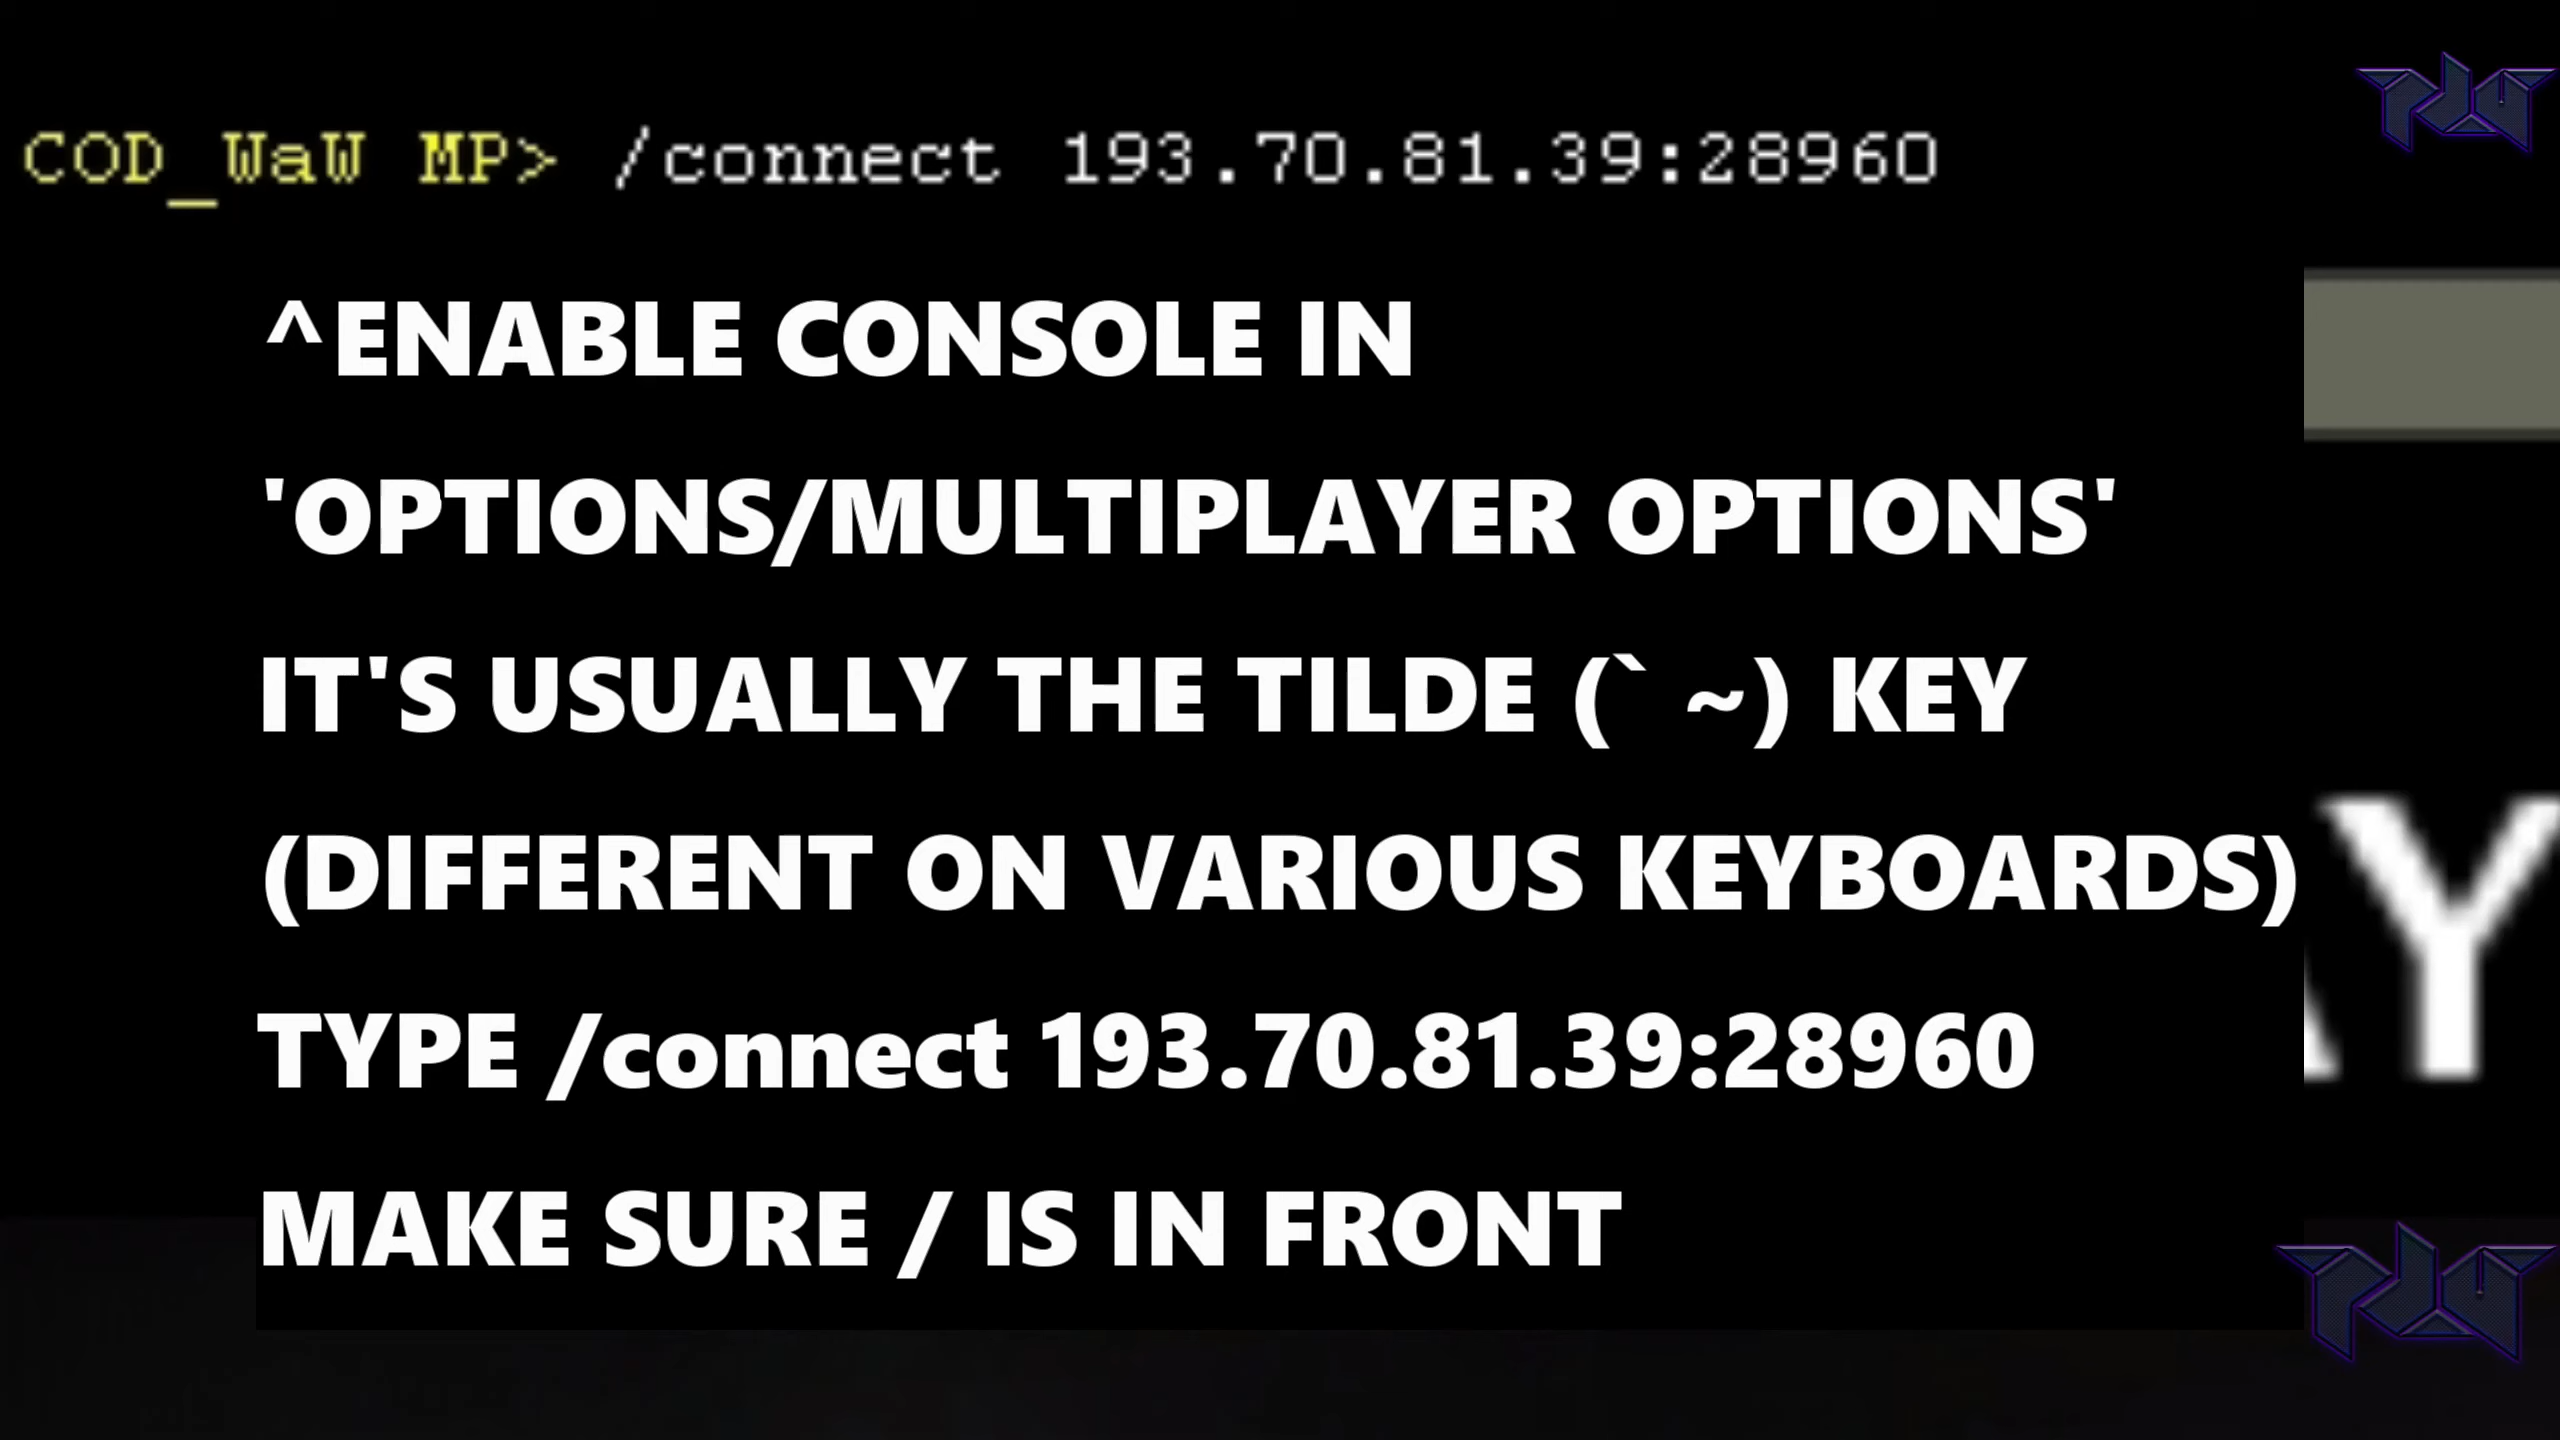 COD_WaW MP> /connect 193.70.81.39:28960
^ENABLE CONSOLE IN
'OPTIONS/MULTIPLAYER OPTIONS'
IT'S USUALLY THE TILDE (` ~) KEY
(DIFFERENT ON VARIOUS KEYBOARDS)
TYPE /connect 193.70.81.39:28960
MAKE SURE / IS IN FRONT